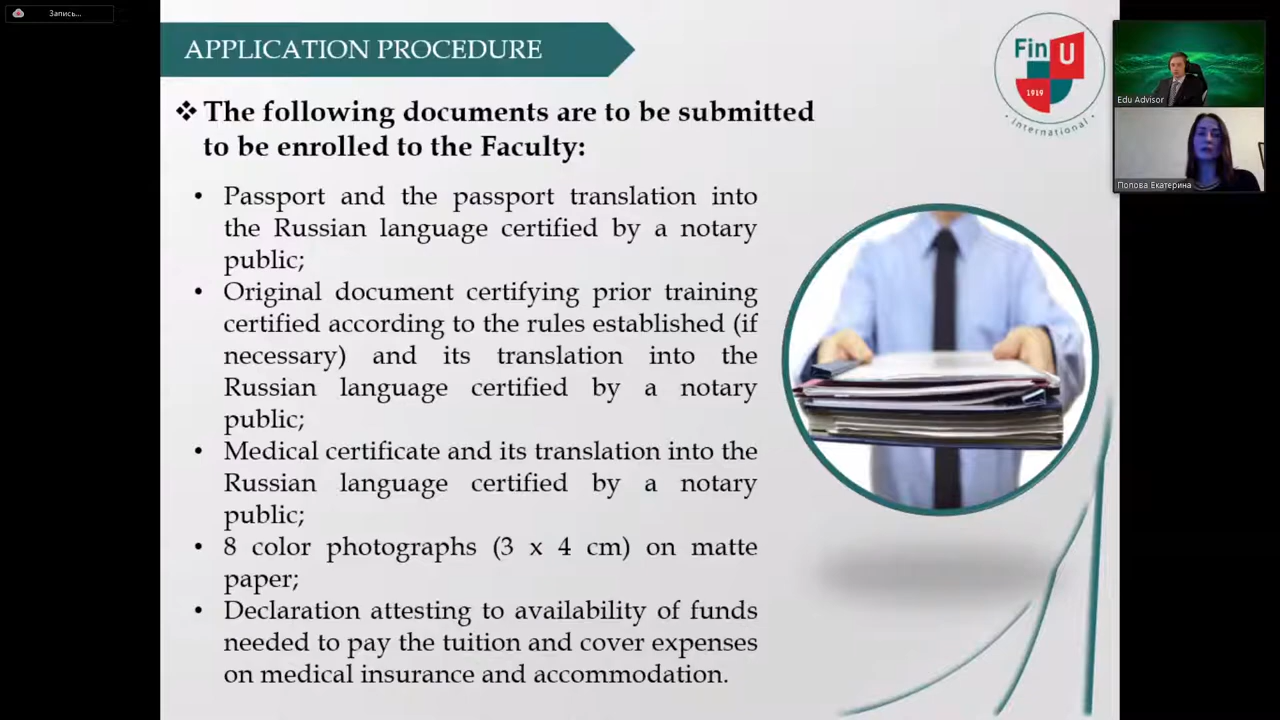 Запись...
APPLICATION PROCEDURE
Fin U
1919
International
Edu Advisor
Попова Екатерина
❖ The following documents are to be submitted
to be enrolled to the Faculty:
• Passport and the passport translation into
the Russian language certified by a notary
public;
• Original document certifying prior training
certified according to the rules established (if
necessary) and its translation into the
Russian language certified by a notary
public;
• Medical certificate and its translation into the
Russian language certified by a notary
public;
• 8 color photographs (3 x 4 cm) on matte
paper;
• Declaration attesting to availability of funds
needed to pay the tuition and cover expenses
on medical insurance and accommodation.